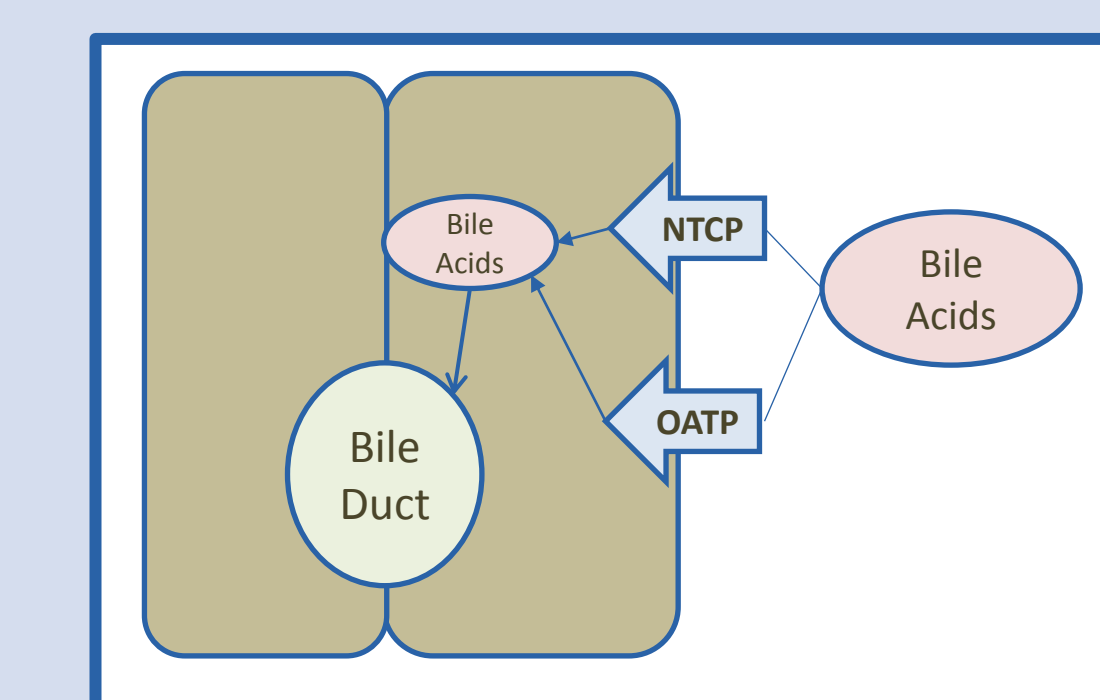 Bile
Acids
NTCP
Bile
Acids
OATP
Bile
Duct